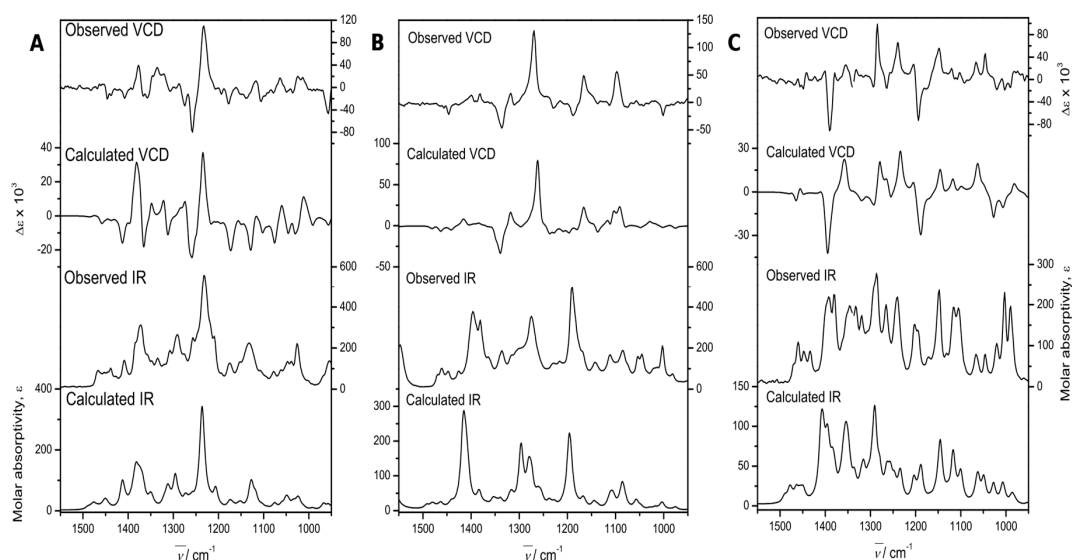 A
Observed VCD
120
80
40
0
-40
-80
Calculated VCD
40
20
0
-20
Δε x 10³
Observed IR
600
400
200
0
Calculated IR
400
200
0
Molar absorptivity, ε
1500 1400 1300 1200 1100 1000
ν̅ / cm⁻¹
B
Observed VCD
150
100
50
0
-50
Calculated VCD
100
50
0
-50
Observed IR
600
400
200
0
Calculated IR
300
200
100
0
1500 1400 1300 1200 1100 1000
ν̅ / cm⁻¹
C
Observed VCD
80
40
0
-40
-80
Δε x 10³
Calculated VCD
30
0
-30
Observed IR
300
200
100
0
Molar absorptivity, ε
Calculated IR
150
100
50
0
1500 1400 1300 1200 1100 1000
ν̅ / cm⁻¹